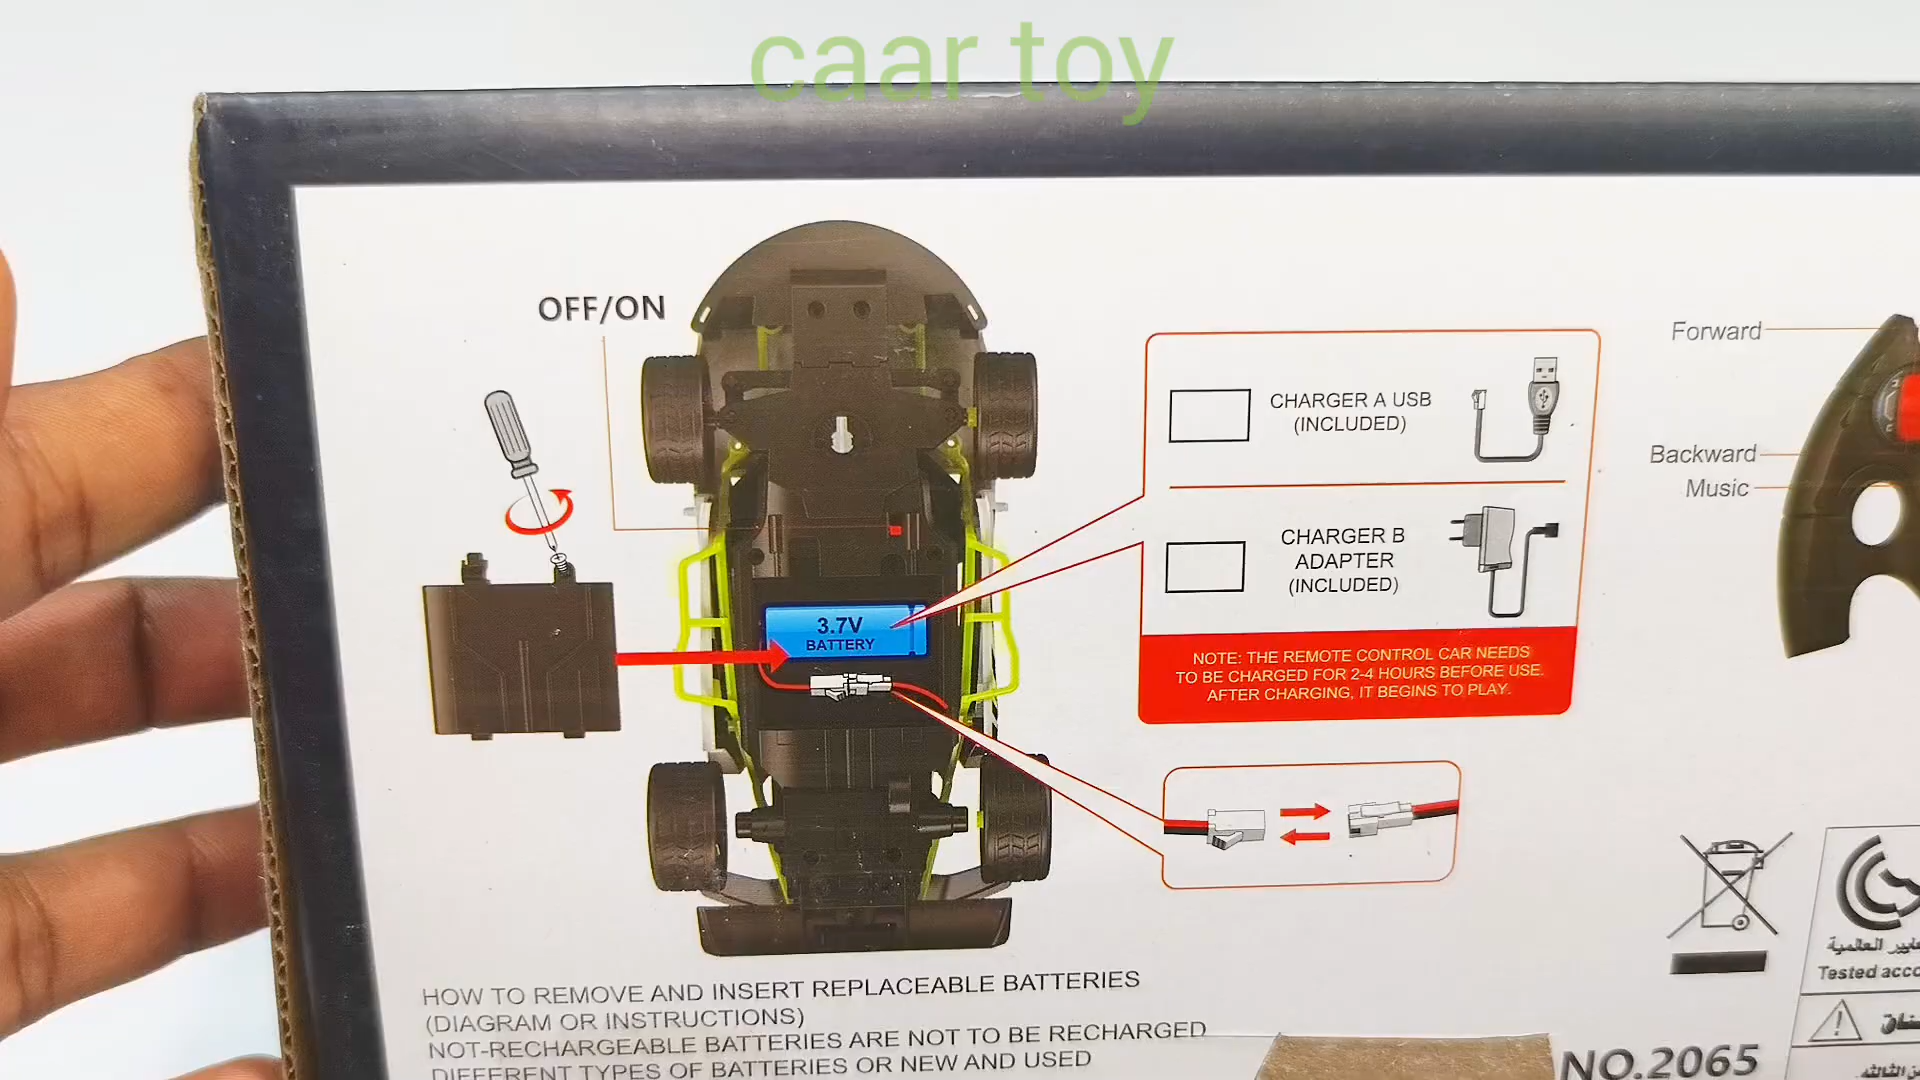 caar toy
OFF/ON
3.7V
BATTERY
CHARGER A USB
(INCLUDED)
CHARGER B
ADAPTER
(INCLUDED)
NOTE: THE REMOTE CONTROL CAR NEEDS
TO BE CHARGED FOR 2-4 HOURS BEFORE USE.
AFTER CHARGING, IT BEGINS TO PLAY.
Forward
Backward
Music
HOW TO REMOVE AND INSERT REPLACEABLE BATTERIES
(DIAGRAM OR INSTRUCTIONS)
NOT-RECHARGEABLE BATTERIES ARE NOT TO BE RECHARGED
DIFFERENT TYPES OF BATTERIES OR NEW AND USED
العالمية
Tested acco
NO.2065